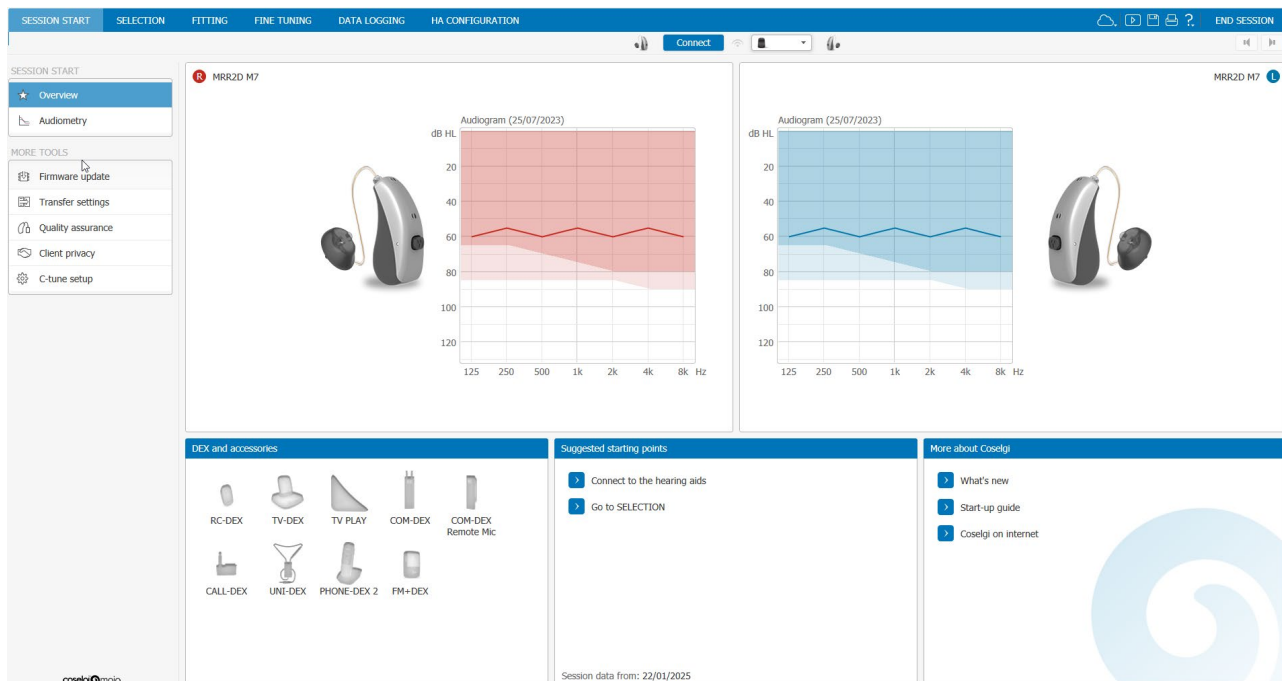 SESSION START SELECTION FITTING FINE TUNING DATA LOGGING HA CONFIGURATION END SESSION
Connect
SESSION START
Overview
Audiometry
MORE TOOLS
Firmware update
Transfer settings
Quality assurance
Client privacy
C-tune setup
R MRR2D M7
Audiogram (25/07/2023)
dB HL
20
40
60
80
100
120
125 250 500 1k 2k 4k 8k Hz
MRR2D M7 L
Audiogram (25/07/2023)
dB HL
20
40
60
80
100
120
125 250 500 1k 2k 4k 8k Hz
DEX and accessories
RC-DEX TV-DEX TV PLAY COM-DEX COM-DEX
Remote Mic
CALL-DEX UNI-DEX PHONE-DEX 2 FM+DEX
Suggested starting points
Connect to the hearing aids
Go to SELECTION
Session data from: 22/01/2025
More about Coselgi
What's new
Start-up guide
Coselgi on internet
coselgi mojo